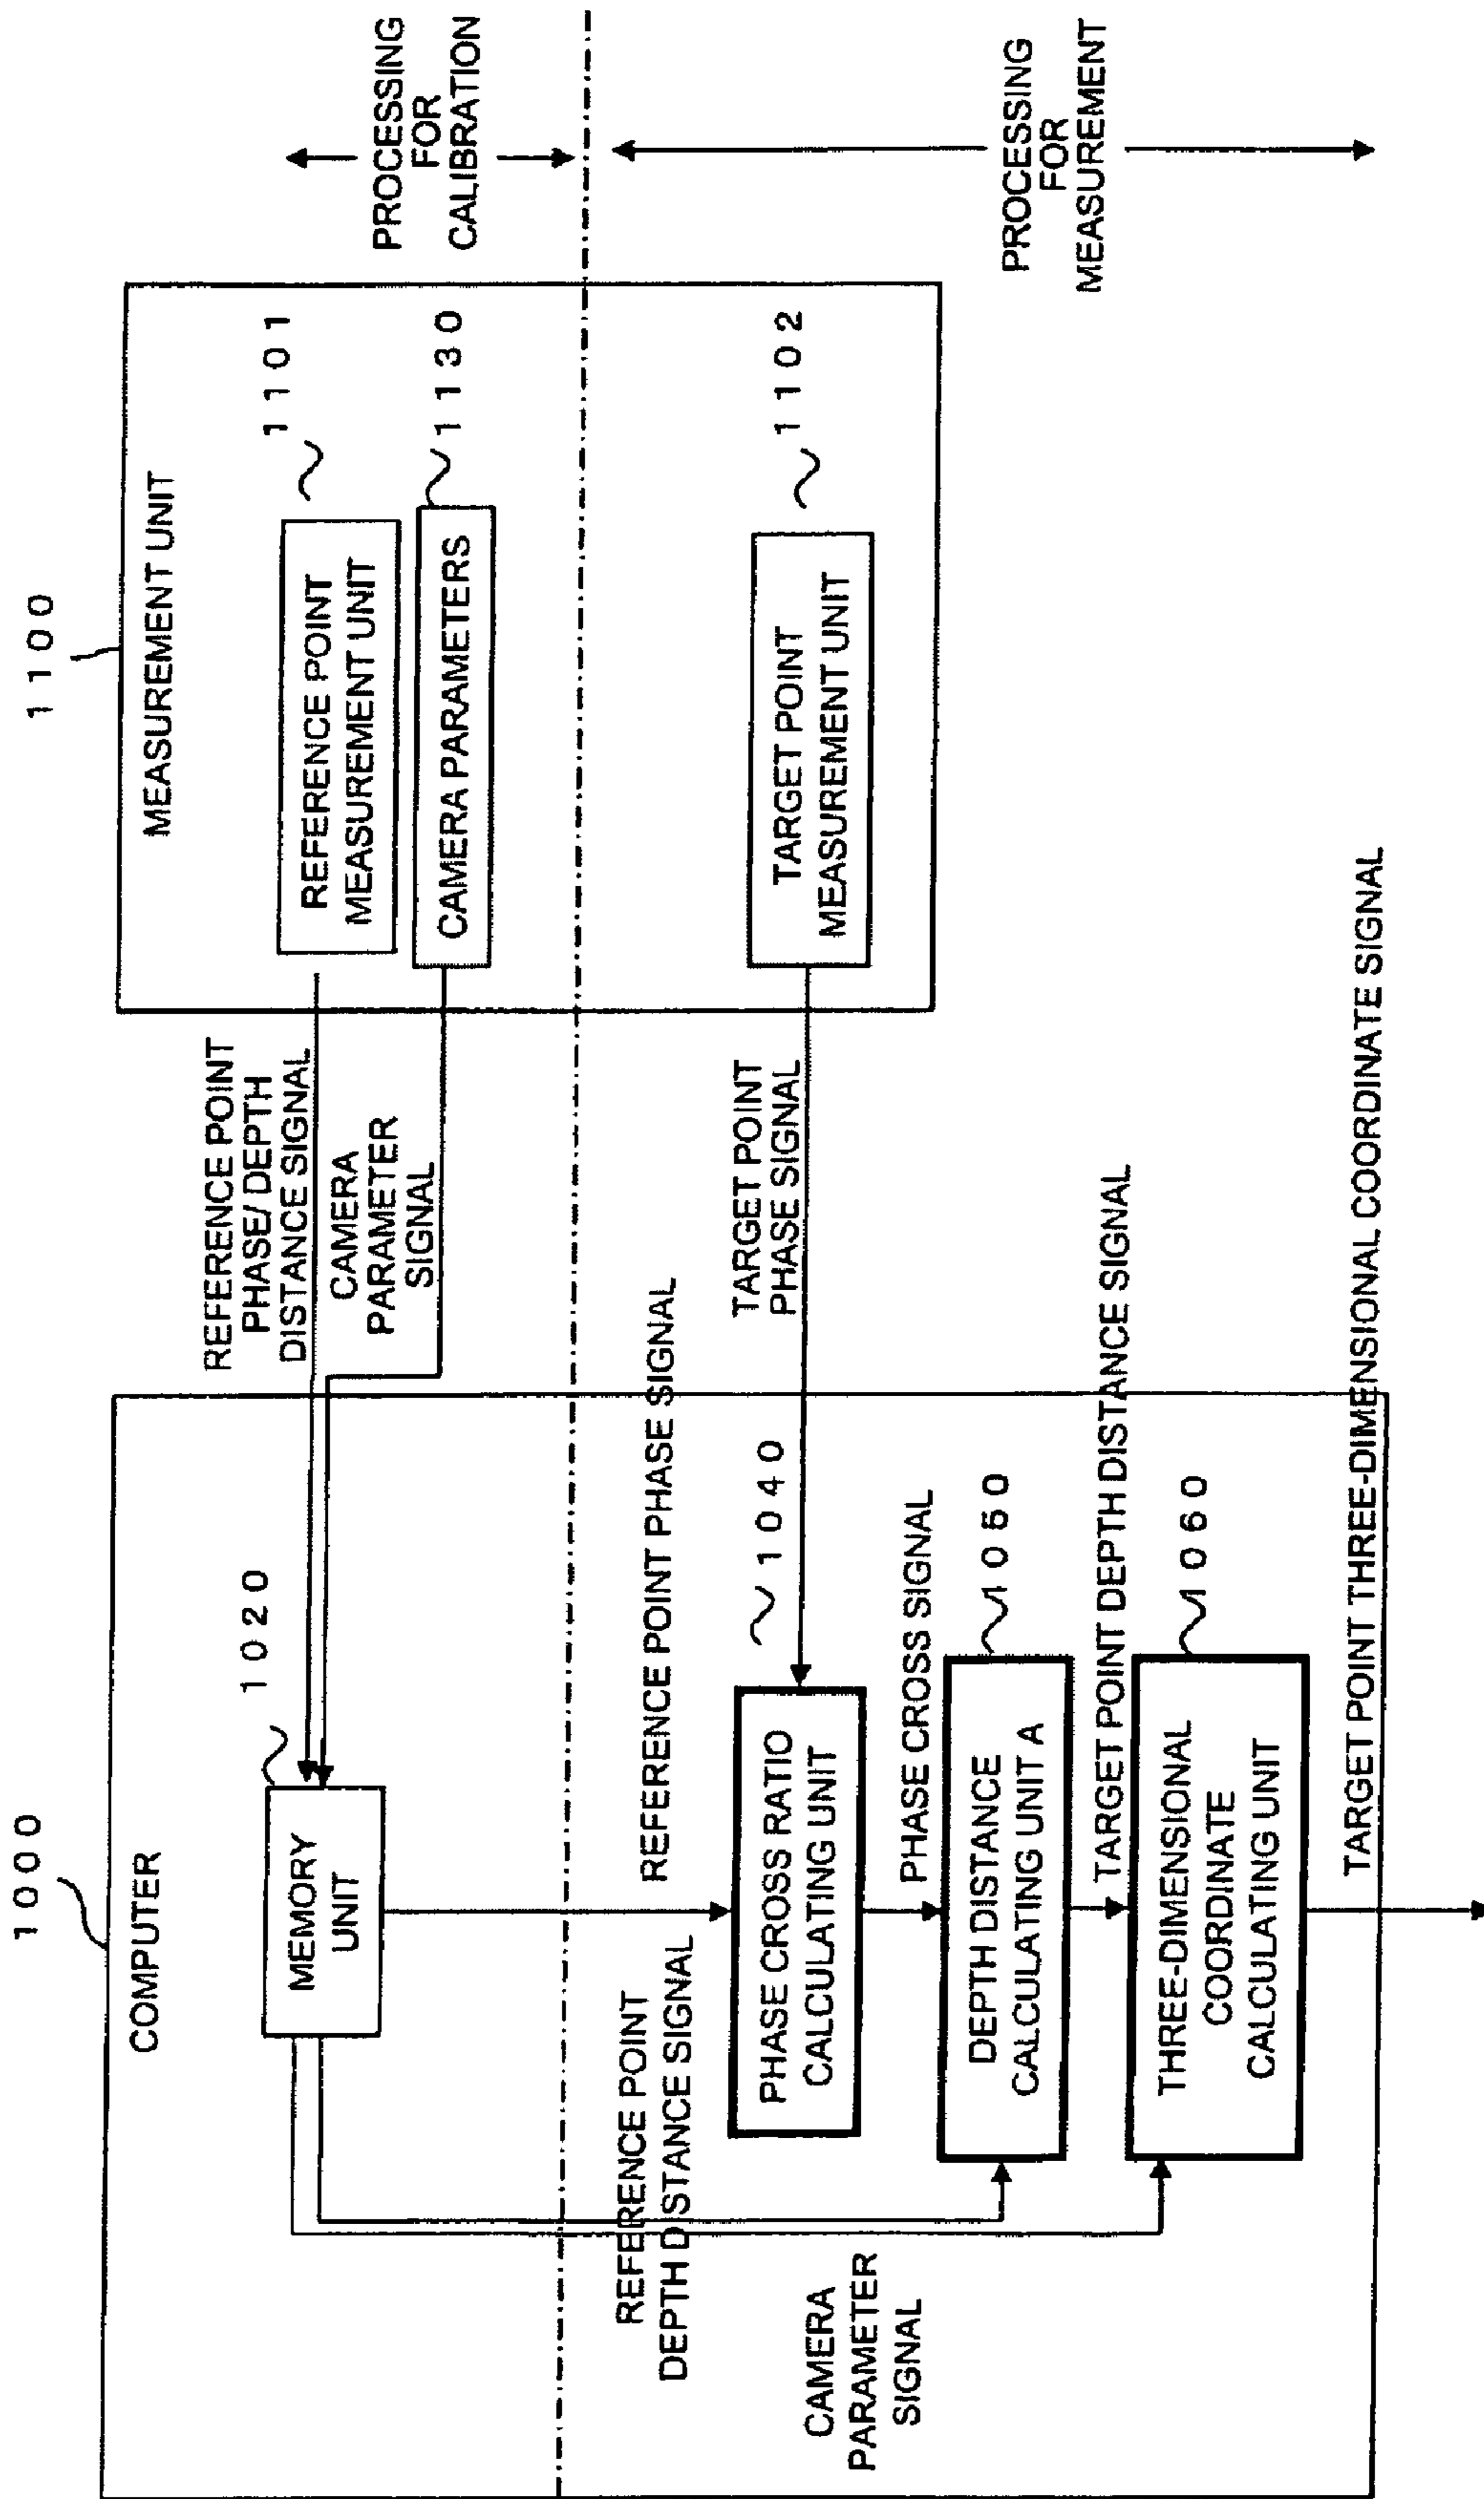 1000
COMPUTER
1020
MEMORY
UNIT
REFERENCE POINT
PHASE/DEPTH
DISTANCE SIGNAL
CAMERA
PARAMETER
SIGNAL
1100
MEASUREMENT UNIT
1101
REFERENCE POINT
MEASUREMENT UNIT
1130
CAMERA PARAMETERS
PROCESSING
FOR
CALIBRATION
REFERENCE POINT
DEPTH DISTANCE SIGNAL
REFERENCE POINT PHASE SIGNAL
CAMERA
PARAMETER
SIGNAL
1040
PHASE CROSS RATIO
CALCULATING UNIT
TARGET POINT
PHASE SIGNAL
1102
TARGET POINT
MEASUREMENT UNIT
PROCESSING
FOR
MEASUREMENT
PHASE CROSS SIGNAL
1050
DEPTH DISTANCE
CALCULATING UNIT A
TARGET POINT DEPTH DISTANCE SIGNAL
1060
THREE-DIMENSIONAL
COORDINATE
CALCULATING UNIT
TARGET POINT THREE-DIMENSIONAL COORDINATE SIGNAL